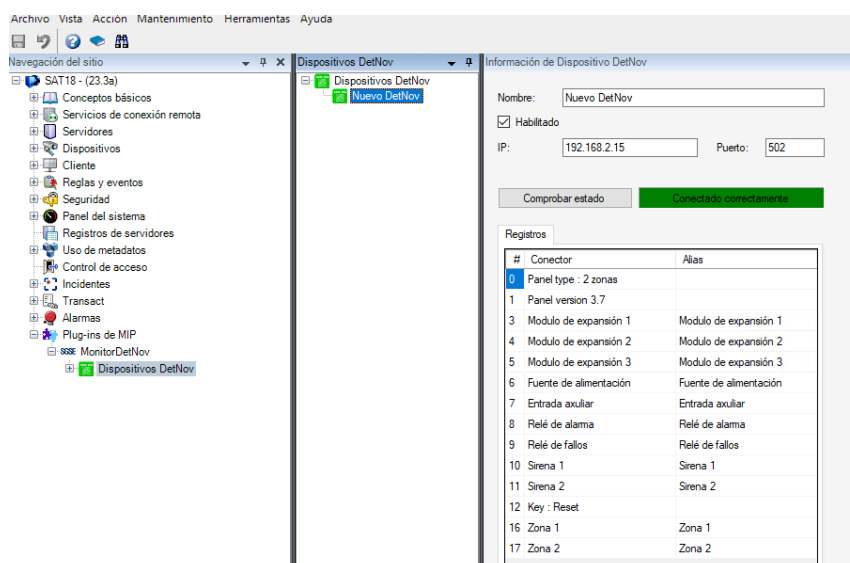 Archivo Vista Acción Mantenimiento Herramientas Ayuda
Navegación del sitio
SAT18 - (23.3a)
Conceptos básicos
Servicios de conexión remota
Servidores
Dispositivos
Cliente
Reglas y eventos
Seguridad
Panel del sistema
Registros de servidores
Uso de metadatos
Control de acceso
Incidentes
Transact
Alarmas
Plug-ins de MIP
SGSE MonitorDetNov
Dispositivos DetNov
Dispositivos DetNov
Dispositivos DetNov
Nuevo DetNov
Información de Dispositivo DetNov
Nombre: Nuevo DetNov
Habilitado
IP: 192.168.2.15 Puerto: 502
Comprobar estado Conectado correctamente
Registros
# Conector Alias
0 Panel type : 2 zonas
1 Panel version 3.7
3 Modulo de expansión 1 Modulo de expansión 1
4 Modulo de expansión 2 Modulo de expansión 2
5 Modulo de expansión 3 Modulo de expansión 3
6 Fuente de alimentación Fuente de alimentación
7 Entrada axuliar Entrada axuliar
8 Relé de alarma Relé de alarma
9 Relé de fallos Relé de fallos
10 Sirena 1 Sirena 1
11 Sirena 2 Sirena 2
12 Key : Reset
16 Zona 1 Zona 1
17 Zona 2 Zona 2